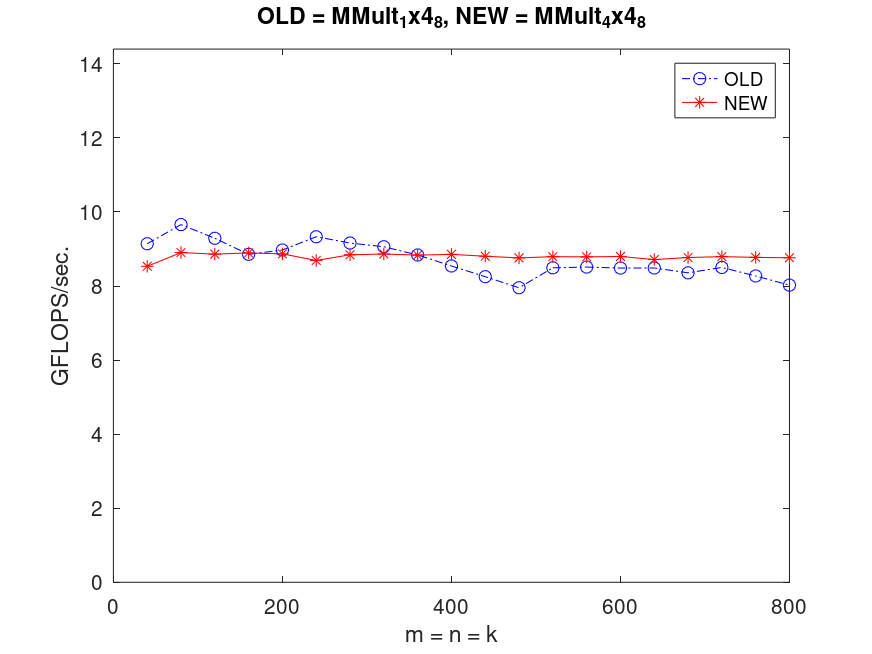 OLD = MMult₁x4₈, NEW = MMult₄x4₈
OLD
NEW
14
12
10
8
6
4
2
0
GFLOPS/sec.
0 200 400 600 800
m = n = k